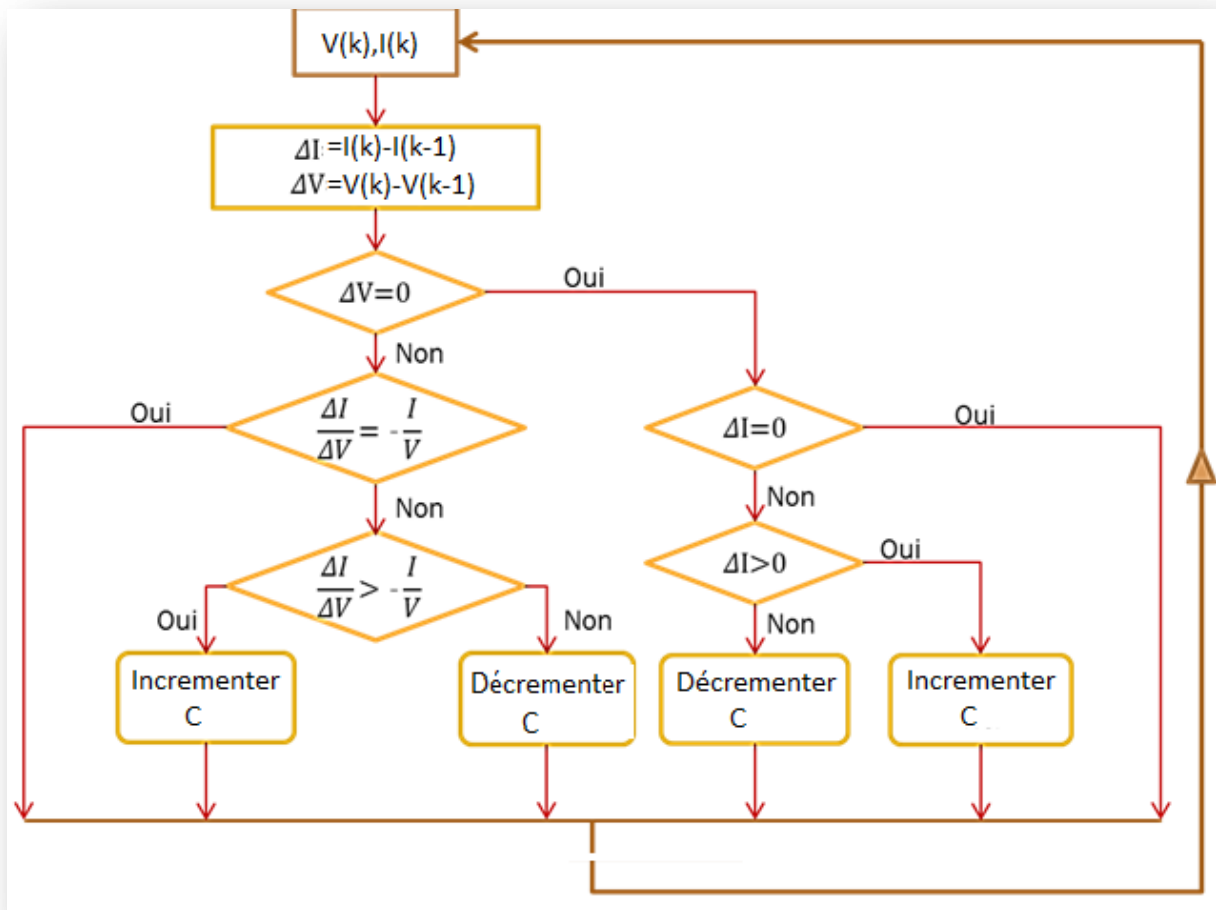 V(k),I(k)
ΔI:=I(k)-I(k-1)
ΔV:=V(k)-V(k-1)
ΔV=0
Oui
Non
Oui
ΔI/ΔV = -I/V
ΔI=0
Oui
Non
Non
ΔI/ΔV > -I/V
ΔI>0
Oui
Oui
Non
Non
Incrementer
C
Décrementer
C
Décrementer
C
Incrementer
C